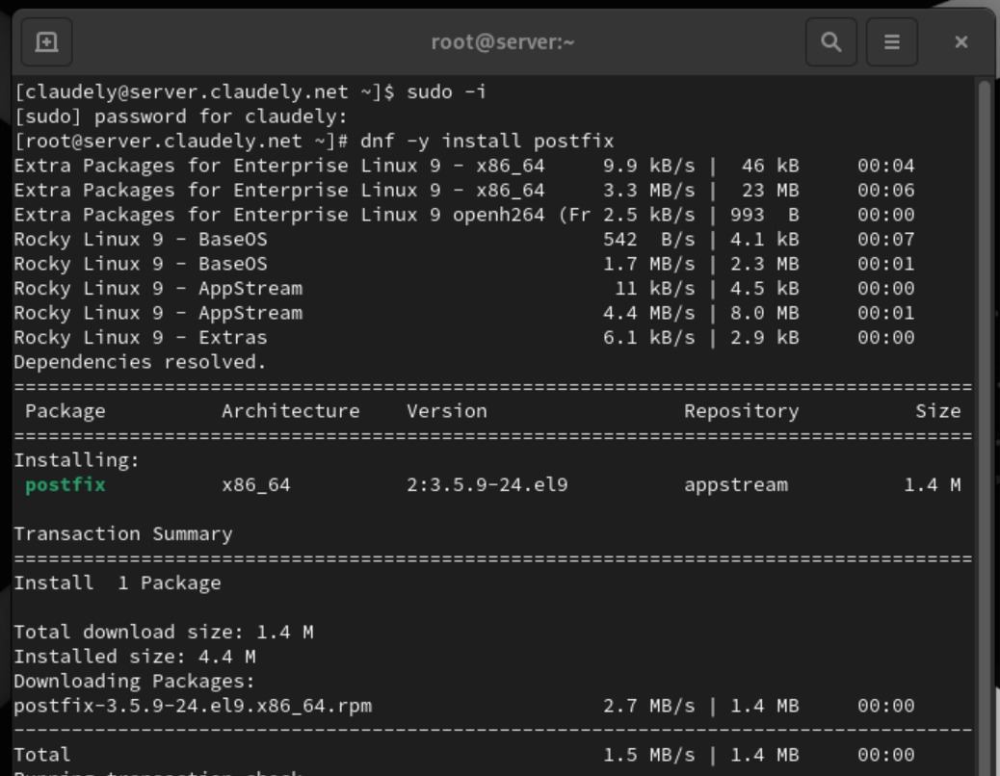 root@server:~
[claudely@server.claudely.net ~]$ sudo -i
[sudo] password for claudely:
[root@server.claudely.net ~]# dnf -y install postfix
Extra Packages for Enterprise Linux 9 - x86_64     9.9 kB/s |  46 kB     00:04
Extra Packages for Enterprise Linux 9 - x86_64     3.3 MB/s |  23 MB     00:06
Extra Packages for Enterprise Linux 9 openh264 (Fr 2.5 kB/s | 993  B     00:00
Rocky Linux 9 - BaseOS                             542  B/s | 4.1 kB     00:07
Rocky Linux 9 - BaseOS                             1.7 MB/s | 2.3 MB     00:01
Rocky Linux 9 - AppStream                           11 kB/s | 4.5 kB     00:00
Rocky Linux 9 - AppStream                          4.4 MB/s | 8.0 MB     00:01
Rocky Linux 9 - Extras                             6.1 kB/s | 2.9 kB     00:00
Dependencies resolved.
===================================================================================
 Package          Architecture    Version                 Repository          Size
===================================================================================
Installing:
 postfix          x86_64          2:3.5.9-24.el9          appstream          1.4 M
Transaction Summary
===================================================================================
Install  1 Package
Total download size: 1.4 M
Installed size: 4.4 M
Downloading Packages:
postfix-3.5.9-24.el9.x86_64.rpm                    2.7 MB/s | 1.4 MB     00:00
-----------------------------------------------------------------------------------
Total                                              1.5 MB/s | 1.4 MB     00:00
Running transaction check